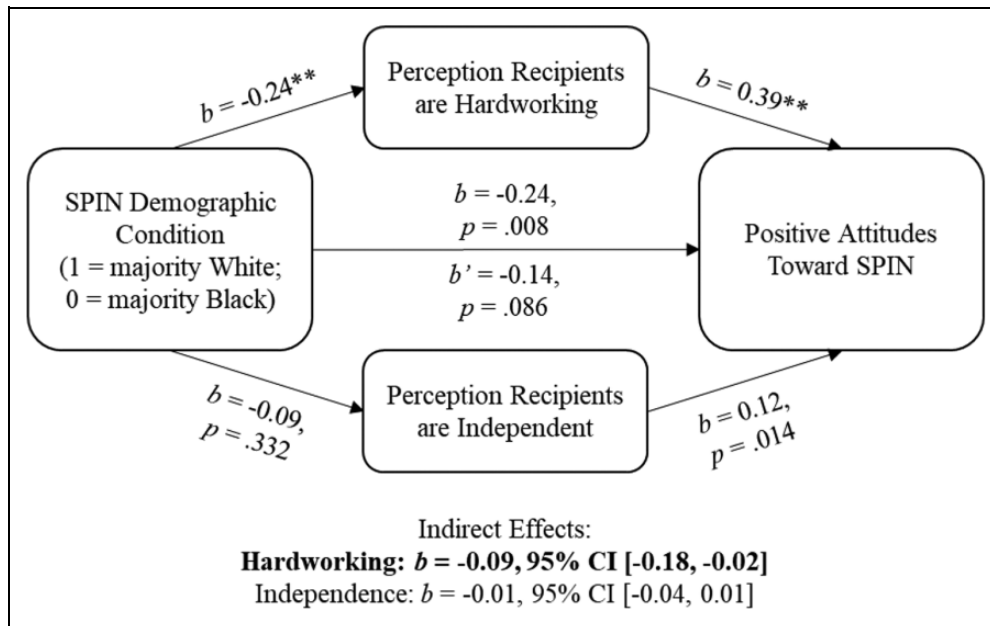 Perception Recipients
are Hardworking
b = -0.24**
b = 0.39**
SPIN Demographic
Condition
(1 = majority White;
0 = majority Black)
b = -0.24,
p = .008
b’ = -0.14,
p = .086
Positive Attitudes
Toward SPIN
b = -0.09,
p = .332
Perception Recipients
are Independent
b = 0.12,
p = .014
Indirect Effects:
Hardworking: b = -0.09, 95% CI [-0.18, -0.02]
Independence: b = -0.01, 95% CI [-0.04, 0.01]